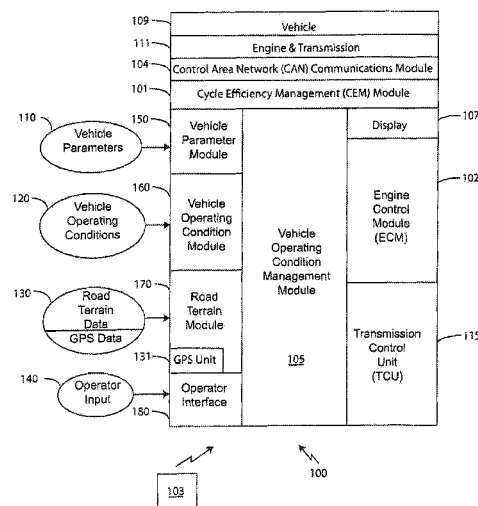 109
Vehicle
111
Engine & Transmission
104
Control Area Network (CAN) Communications Module
101
Cycle Efficiency Management (CEM) Module
110
Vehicle
Parameters
150
Vehicle
Parameter
Module
Display
107
120
Vehicle
Operating
Conditions
160
Vehicle
Operating
Condition
Module
Vehicle
Operating
Condition
Management
Module
105
Engine
Control
Module
(ECM)
102
130
Road
Terrain
Data
GPS Data
170
Road
Terrain
Module
131
GPS Unit
Transmission
Control
Unit
(TCU)
115
140
Operator
Input
Operator
Interface
180
100
103